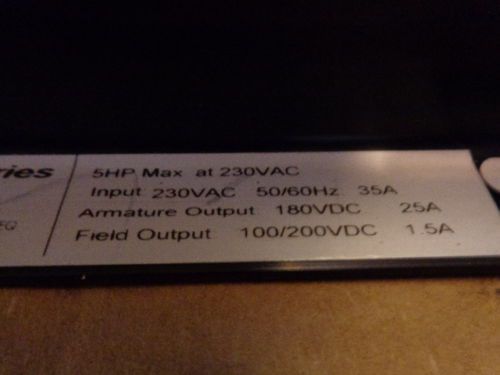 ries
5HP Max at 230VAC
Input 230VAC 50/60Hz 35A
Armature Output 180VDC 25A
Field Output 100/200VDC 1.5A